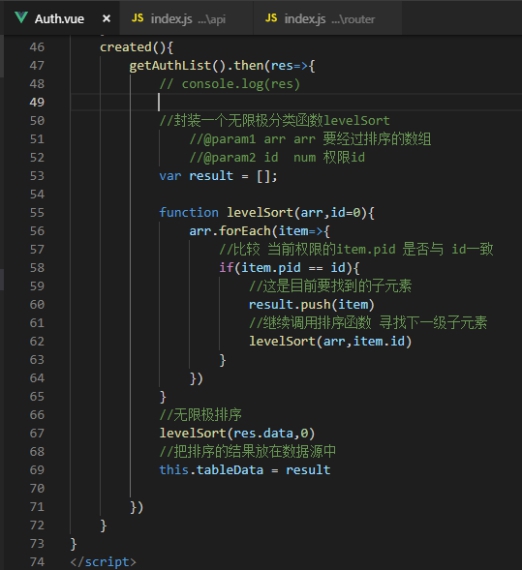 Auth.vue × JS index.js ...\api JS index.js ...\router
46 created(){
47 getAuthList().then(res=>{
48 // console.log(res)
49
50 //封装一个无限极分类函数levelSort
51 //@param1 arr arr 要经过排序的数组
52 //@param2 id  num 权限id
53 var result = [];
54
55 function levelSort(arr,id=0){
56 arr.forEach(item=>{
57 //比较 当前权限的item.pid 是否与 id一致
58 if(item.pid == id){
59 //这是目前要找到的子元素
60 result.push(item)
61 //继续调用排序函数 寻找下一级子元素
62 levelSort(arr,item.id)
63 }
64 })
65 }
66 //无限极排序
67 levelSort(res.data,0)
68 //把排序的结果放在数据源中
69 this.tableData = result
70
71 })
72 }
73 }
74 </script>